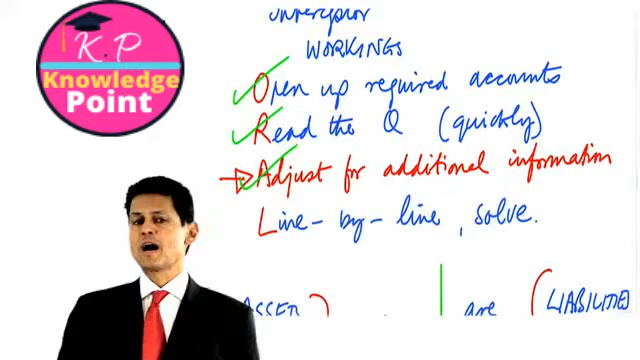 K.P
Knowledge
Point
WORKINGS
Open up required accounts
Read the Q (quickly)
Adjust for additional information
Line-by-line, solve.
are (LIABILITIES